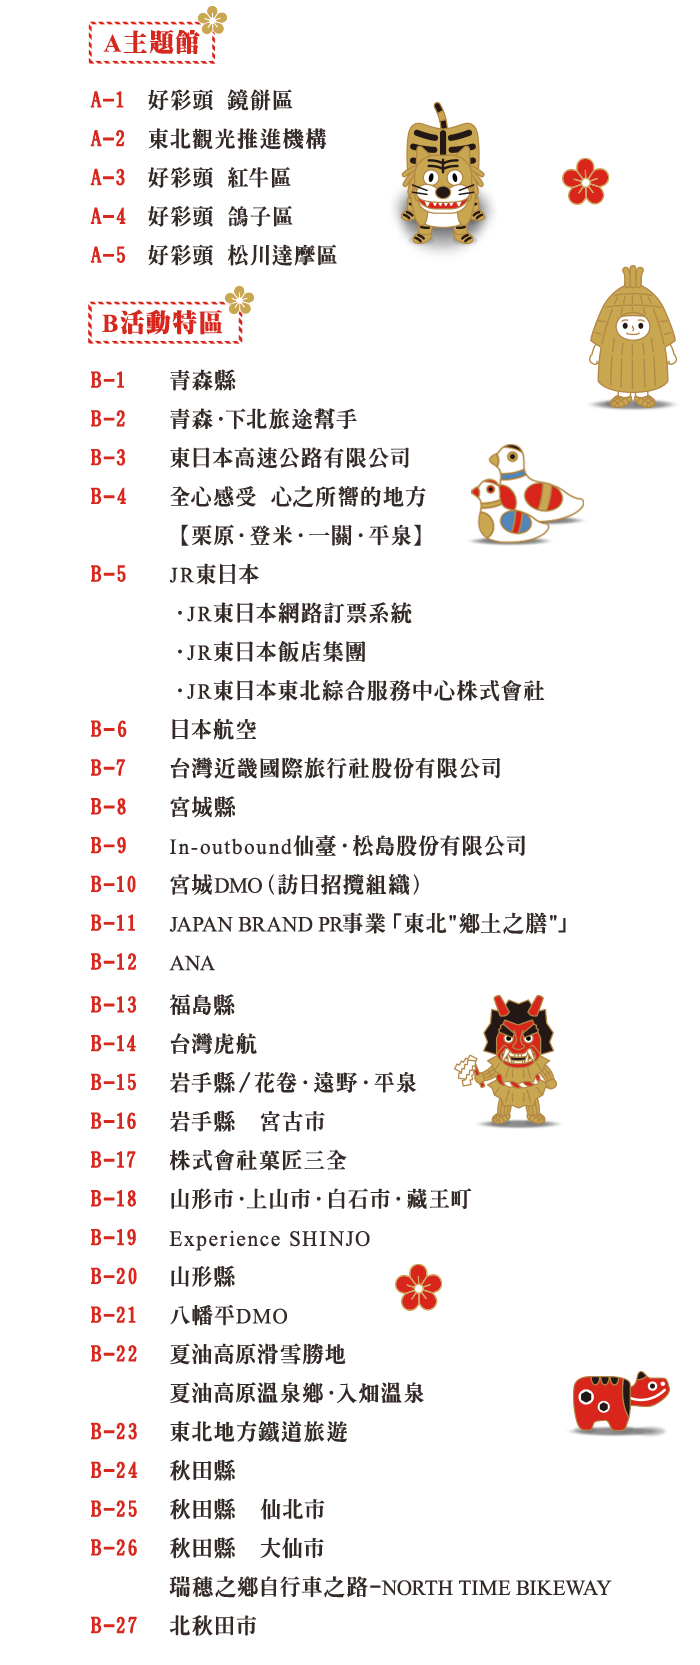 A主題館
A-1 好彩頭 鏡餅區
A-2 東北觀光推進機構
A-3 好彩頭 紅牛區
A-4 好彩頭 鴿子區
A-5 好彩頭 松川達摩區
B活動特區
B-1 青森縣
B-2 青森·下北旅途幫手
B-3 東日本高速公路有限公司
B-4 全心感受 心之所嚮的地方
【栗原·登米·一關·平泉】
B-5 JR東日本
·JR東日本網路訂票系統
·JR東日本飯店集團
·JR東日本東北綜合服務中心株式會社
B-6 日本航空
B-7 台灣近畿國際旅行社股份有限公司
B-8 宮城縣
B-9 In-outbound仙臺·松島股份有限公司
B-10 宮城DMO（訪日招攬組織）
B-11 JAPAN BRAND PR事業「東北"鄉土之膳"」
B-12 ANA
B-13 福島縣
B-14 台灣虎航
B-15 岩手縣/花卷·遠野·平泉
B-16 岩手縣 宮古市
B-17 株式會社菓匠三全
B-18 山形市·上山市·白石市·藏王町
B-19 Experience SHINJO
B-20 山形縣
B-21 八幡平DMO
B-22 夏油高原滑雪勝地
夏油高原溫泉鄉·入畑溫泉
B-23 東北地方鐵道旅遊
B-24 秋田縣
B-25 秋田縣 仙北市
B-26 秋田縣 大仙市
瑞穗之鄉自行車之路-NORTH TIME BIKEWAY
B-27 北秋田市